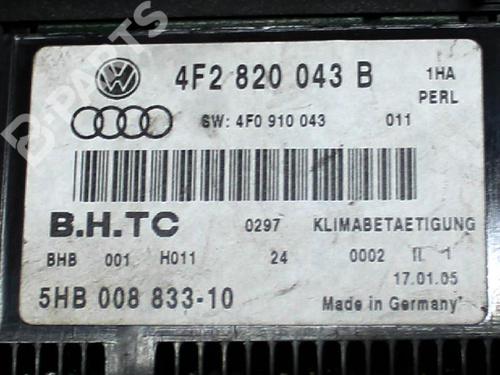 B-PARTS
4F2 820 043 B 1HA
PERL
SW: 4F0 910 043 011
B.H.TC 0297 KLIMABETAETIGUNG
BHB 001 H011 24 0002 1
17.01.05
5HB 008 833-10 Made in Germany